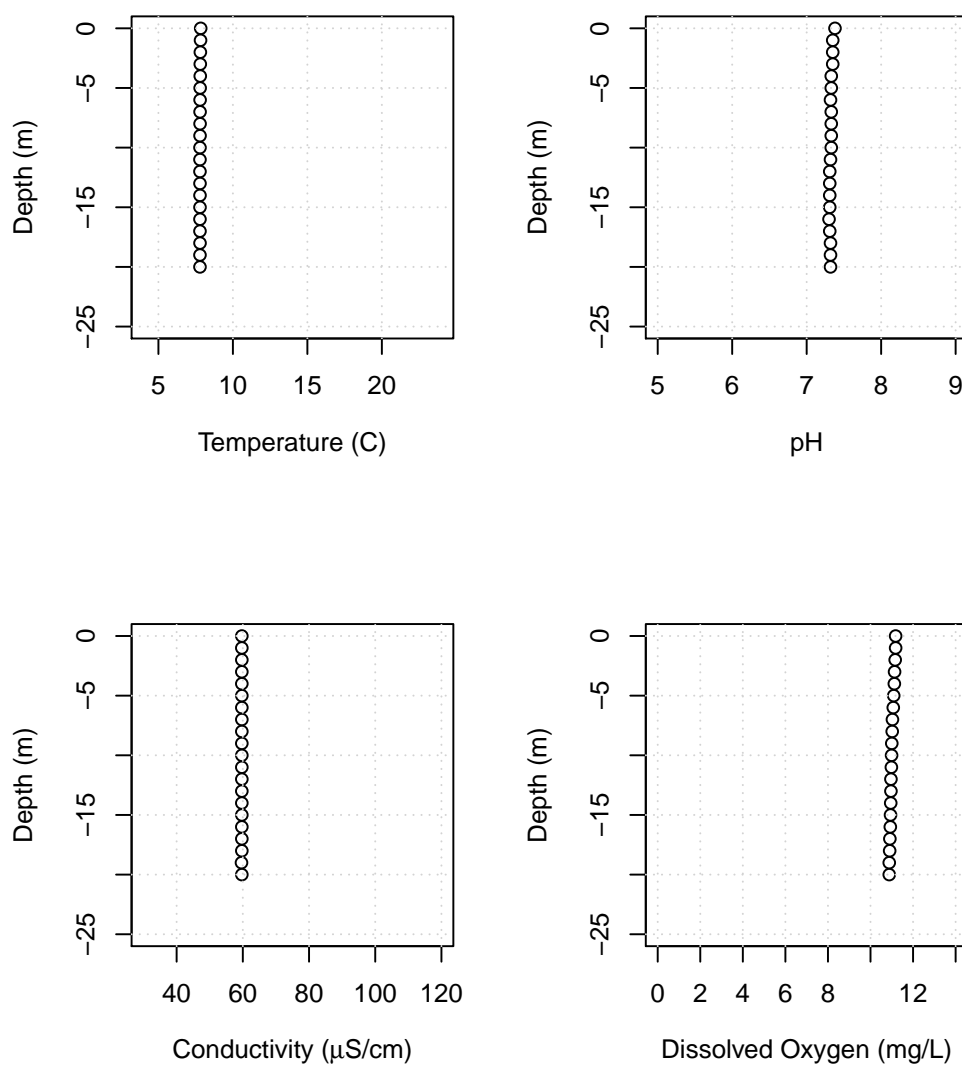 0
−5
−15
−25
Depth (m)
5 10 15 20
Temperature (C)
0
−5
−15
−25
Depth (m)
5 6 7 8 9
pH
0
−5
−15
−25
Depth (m)
40 60 80 100 120
Conductivity (μS/cm)
0
−5
−15
−25
Depth (m)
0 2 4 6 8 12
Dissolved Oxygen (mg/L)